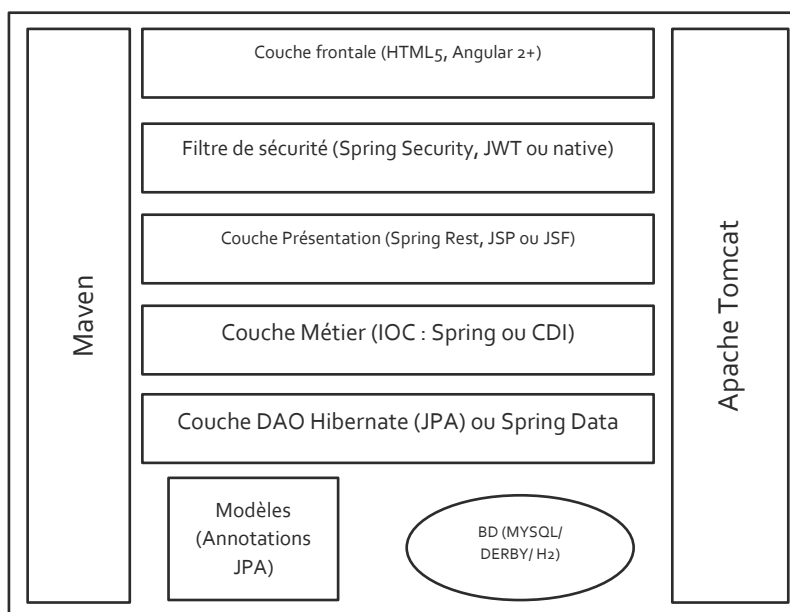 Couche frontale (HTML5, Angular 2+)
Filtre de sécurité (Spring Security, JWT ou native)
Couche Présentation (Spring Rest, JSP ou JSF)
Maven
Apache Tomcat
Couche Métier (IOC : Spring ou CDI)
Couche DAO Hibernate (JPA) ou Spring Data
Modèles
(Annotations
JPA)
BD (MYSQL/
DERBY/ H2)